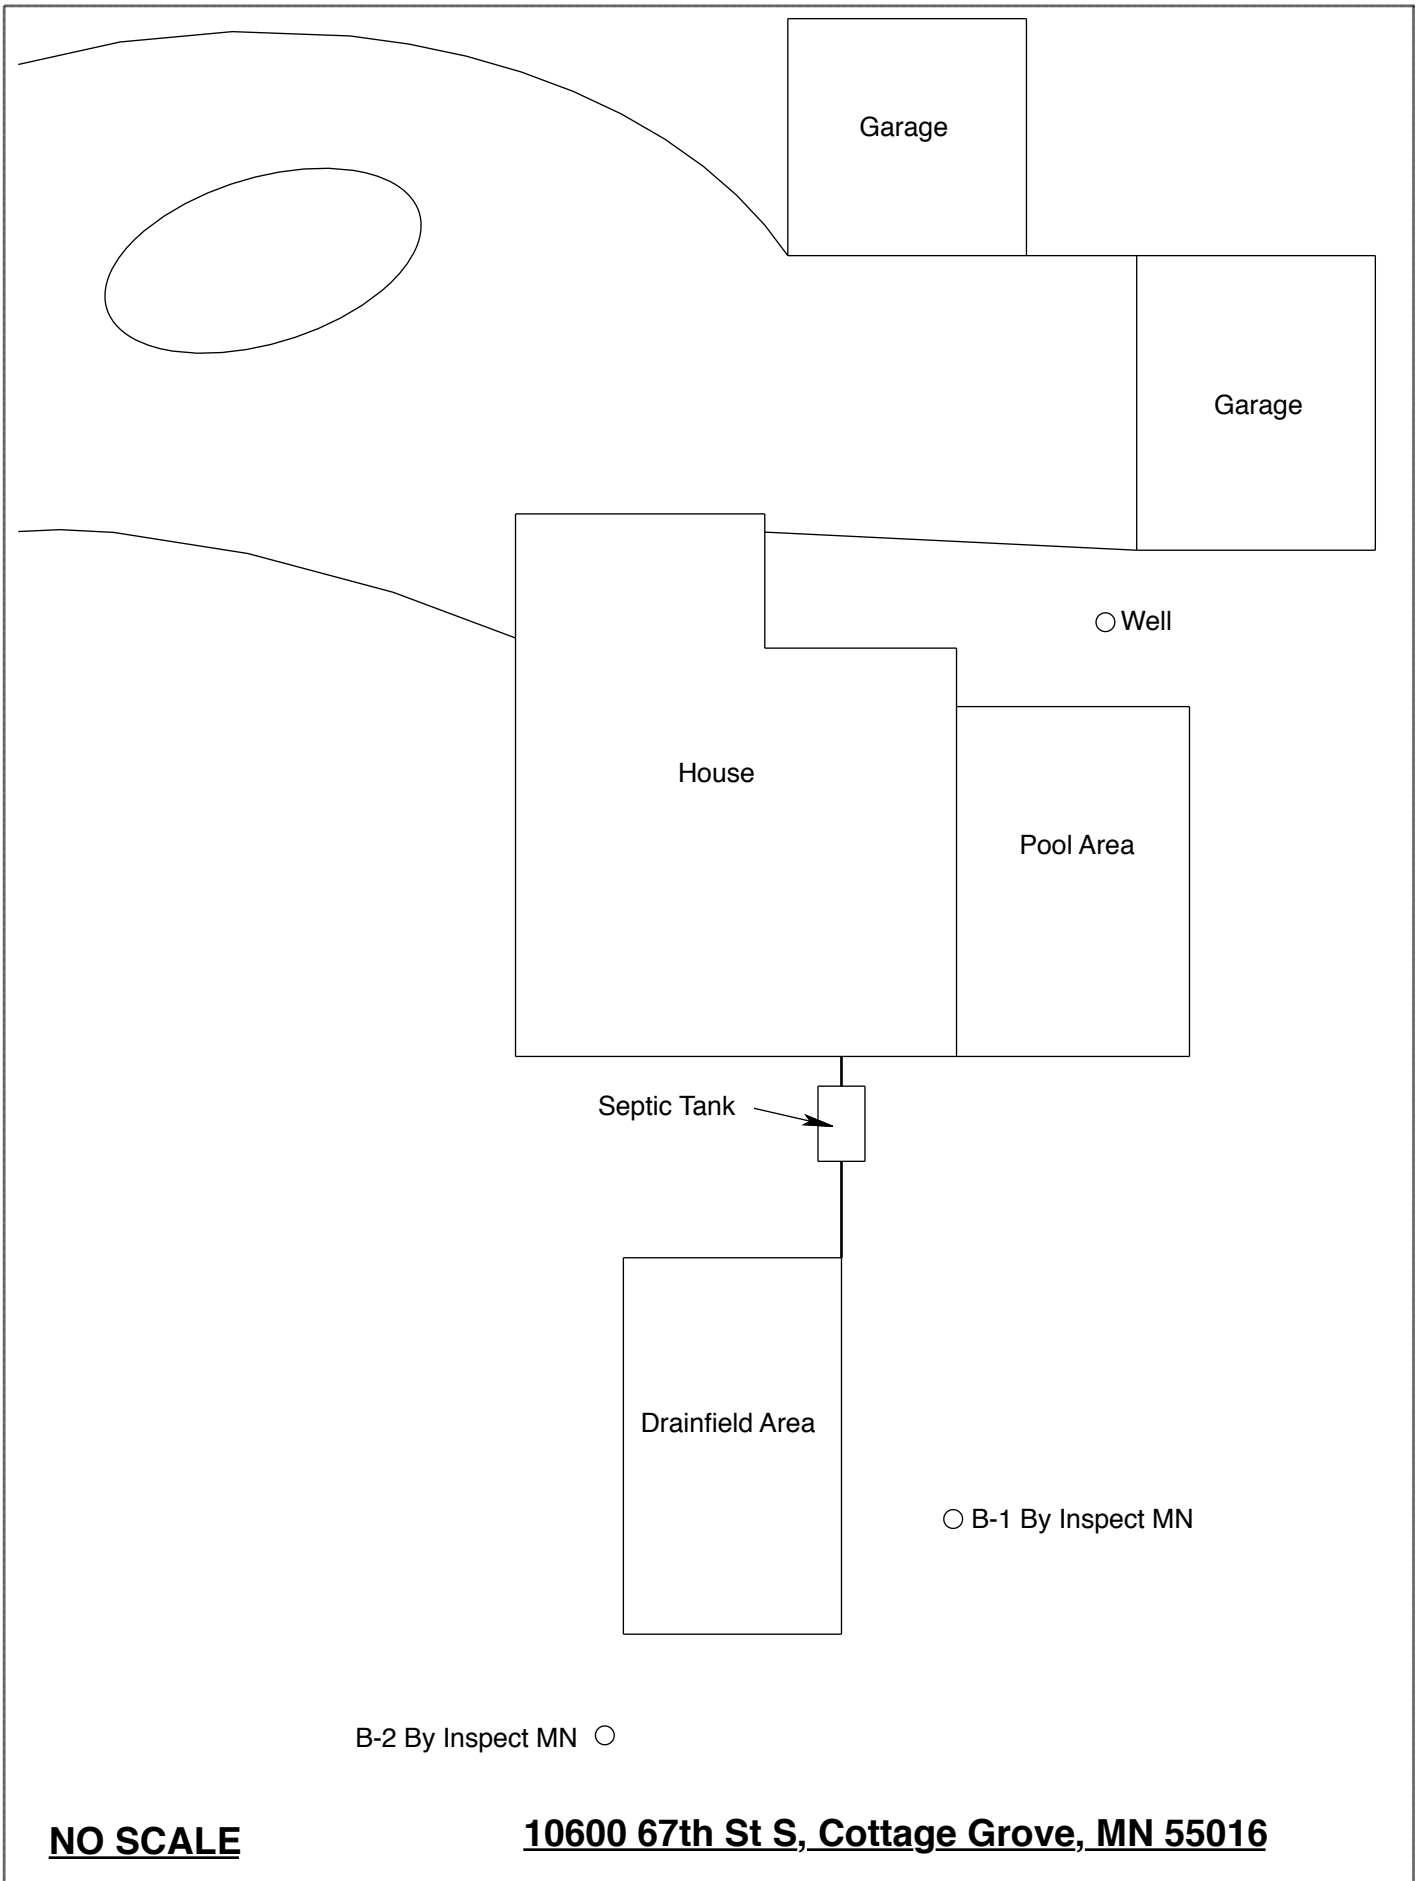 Garage
Garage
Well
House
Pool Area
Septic Tank
Drainfield Area
B-1 By Inspect MN
B-2 By Inspect MN
NO SCALE
10600 67th St S, Cottage Grove, MN 55016